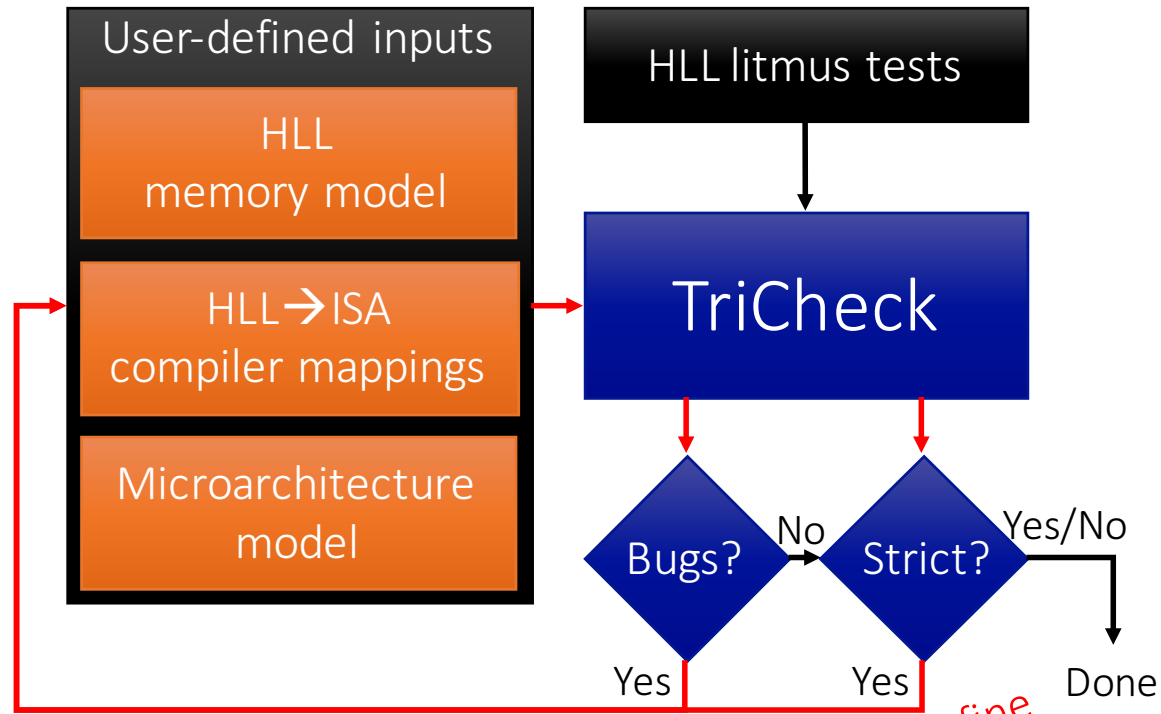 User-defined inputs
HLL
memory model
HLL→ISA
compiler mappings
Microarchitecture
model
HLL litmus tests
TriCheck
Bugs?
No
Strict?
Yes/No
Yes
Yes
Done